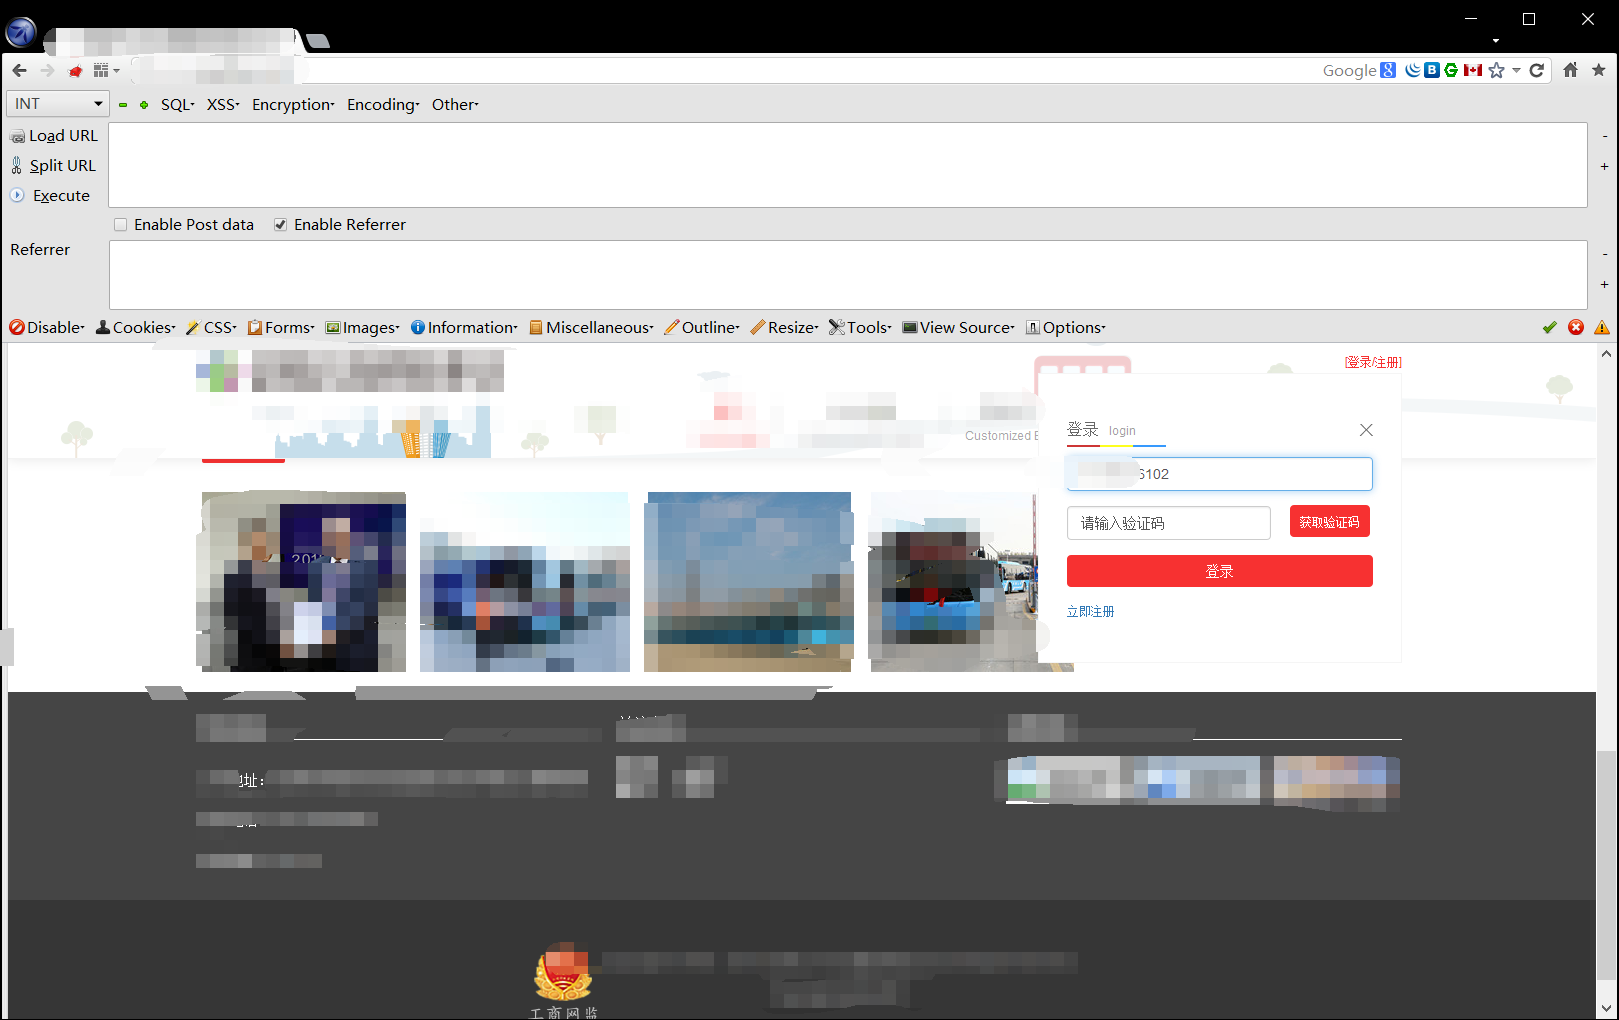 Google
INT
SQL XSS Encryption Encoding Other
Load URL
Split URL
Execute
Enable Post data Enable Referrer
Referrer
Disable Cookies CSS Forms Images Information Miscellaneous Outline Resize Tools View Source Options
[登录/注册]
Customized
登录 login
6102
请输入验证码 获取验证码
登录
立即注册
201
址：
工商网监